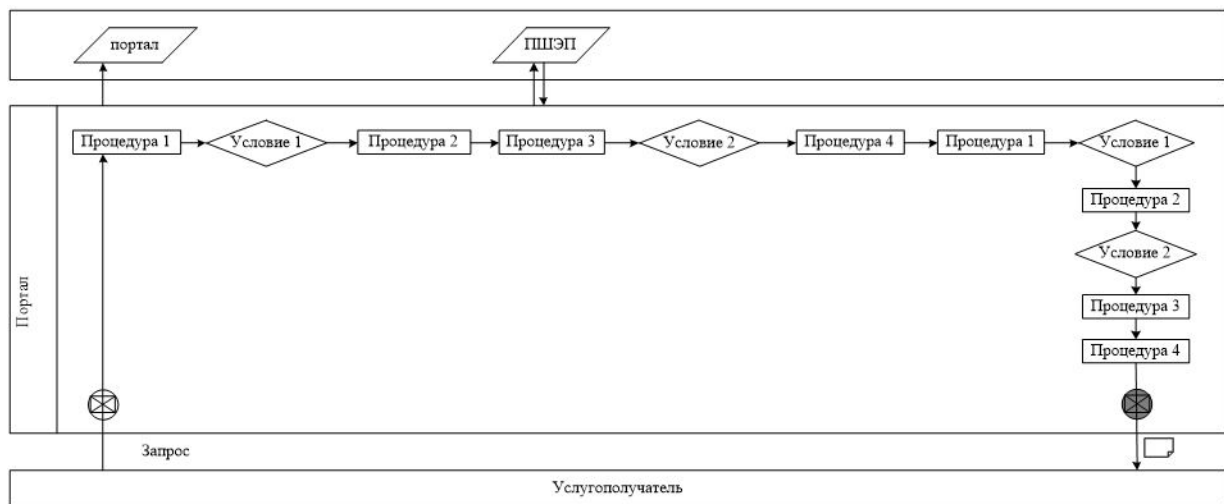 портал
ПШЭП
Процедура 1
Условие 1
Процедура 2
Процедура 3
Условие 2
Процедура 4
Процедура 1
Условие 1
Процедура 2
Условие 2
Процедура 3
Процедура 4
Портал
Запрос
Услугополучатель